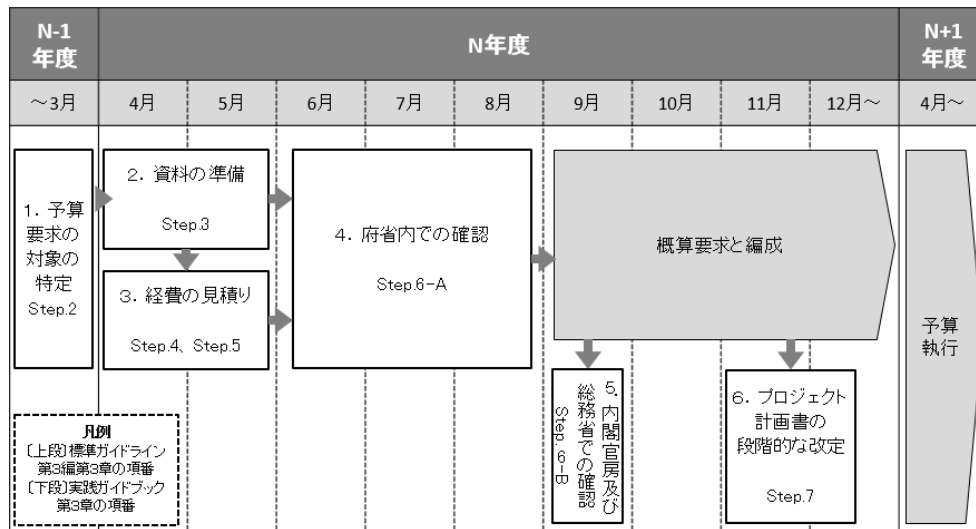 N-1
年度
N年度
N+1
年度
～3月
4月
5月
6月
7月
8月
9月
10月
11月
12月～
4月～
1. 予算
要求の
対象の
特定
Step.2
2. 資料の準備
Step.3
3. 経費の見積り
Step.4、Step.5
4. 府省内での確認
Step.6-A
概算要求と編成
5. 内閣官房及び
総務省での確認
Step.6-B
6. プロジェクト
計画書の
段階的な改定
Step.7
予算
執行
凡例
〔上段〕標準ガイドライン
第3編第3章の項番
〔下段〕実践ガイドブック
第3章の項番